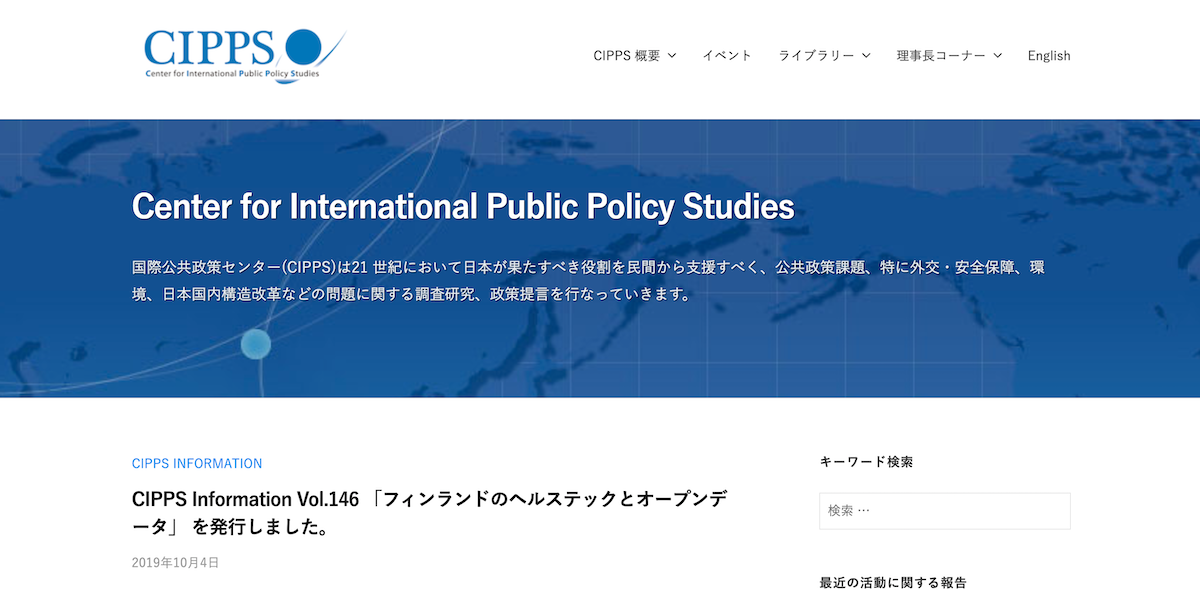 CIPPS
Center for International Public Policy Studies
CIPPS 概要
イベント
ライブラリー
理事長コーナー
English
Center for International Public Policy Studies
国際公共政策センター(CIPPS)は21 世紀において日本が果たすべき役割を民間から支援すべく、公共政策課題、特に外交・安全保障、環
境、日本国内構造改革などの問題に関する調査研究、政策提言を行なっていきます。
CIPPS INFORMATION
CIPPS Information Vol.146 「フィンランドのヘルステックとオープンデ
ータ」 を発行しました。
2019年10月4日
キーワード検索
検索 …
最近の活動に関する報告